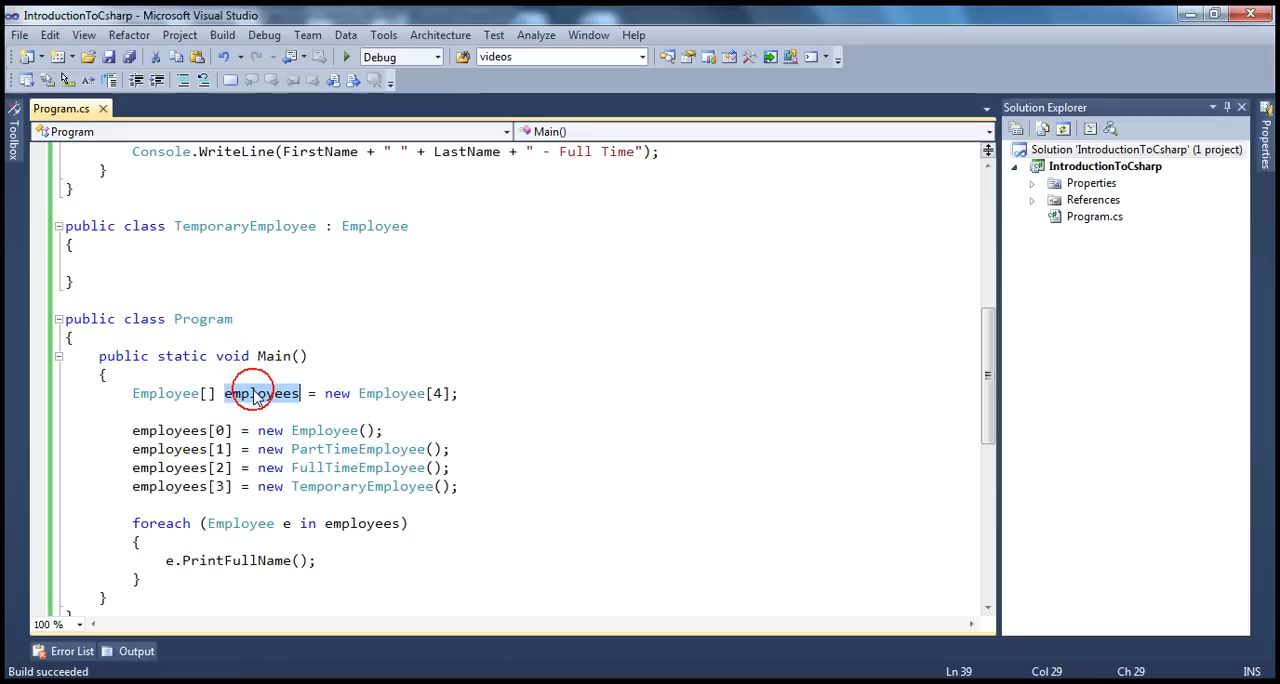 IntroductionToCsharp - Microsoft Visual Studio
File Edit View Refactor Project Build Debug Team Data Tools Architecture Test Analyze Window Help
Debug videos
Program.cs
Program Main()
Console.WriteLine(FirstName + " " + LastName + " - Full Time");
}
}
public class TemporaryEmployee : Employee
{
}
public class Program
{
public static void Main()
{
Employee[] employees = new Employee[4];
employees[0] = new Employee();
employees[1] = new PartTimeEmployee();
employees[2] = new FullTimeEmployee();
employees[3] = new TemporaryEmployee();
foreach (Employee e in employees)
{
e.PrintFullName();
}
}
100 %
Toolbox
Solution Explorer
Solution 'IntroductionToCsharp' (1 project)
IntroductionToCsharp
Properties
References
Program.cs
Properties
Error List Output
Build succeeded Ln 39 Col 29 Ch 29 INS